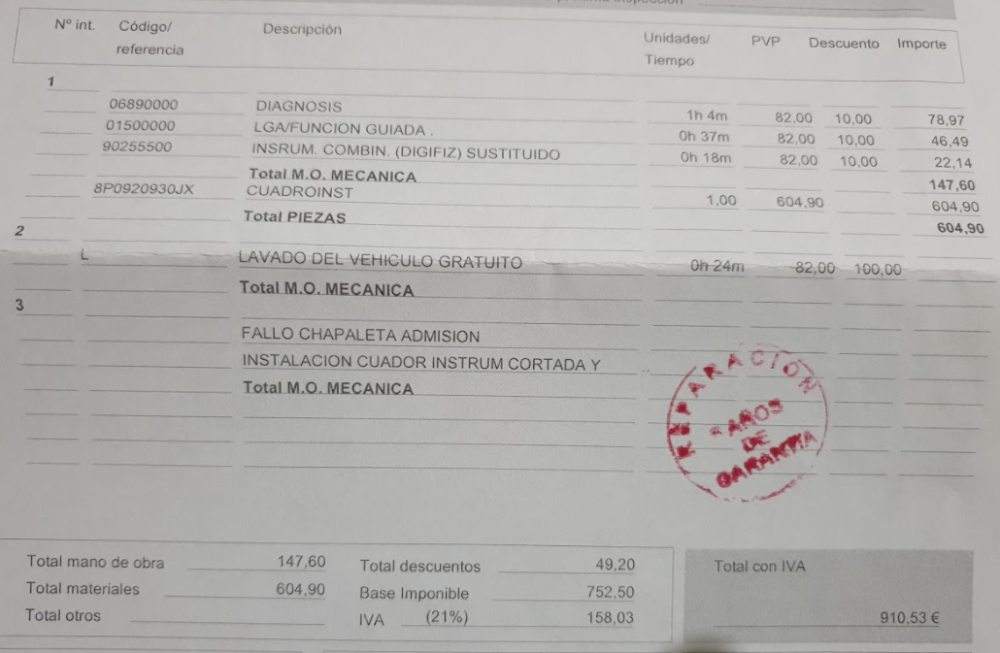 Nº int. Código/ referencia Descripción Unidades/ Tiempo PVP Descuento Importe
1
06890000 DIAGNOSIS 1h 4m 82,00 10,00 78,97
01500000 LGA/FUNCION GUIADA . 0h 37m 82,00 10,00 46,49
90255500 INSRUM. COMBIN. (DIGIFIZ) SUSTITUIDO 0h 18m 82,00 10,00 22,14
Total M.O. MECANICA 147,60
8P0920930JX CUADROINST 1,00 604,90 604,90
Total PIEZAS 604,90
2
L LAVADO DEL VEHICULO GRATUITO 0h 24m 82,00 100,00
Total M.O. MECANICA
3
FALLO CHAPALETA ADMISION
INSTALACION CUADOR INSTRUM CORTADA Y ..
Total M.O. MECANICA
REPARACIÓN
AÑOS
DE
GARANTIA
Total mano de obra 147,60 Total descuentos 49,20 Total con IVA
Total materiales 604,90 Base Imponible 752,50
Total otros IVA (21%) 158,03 910,53 €